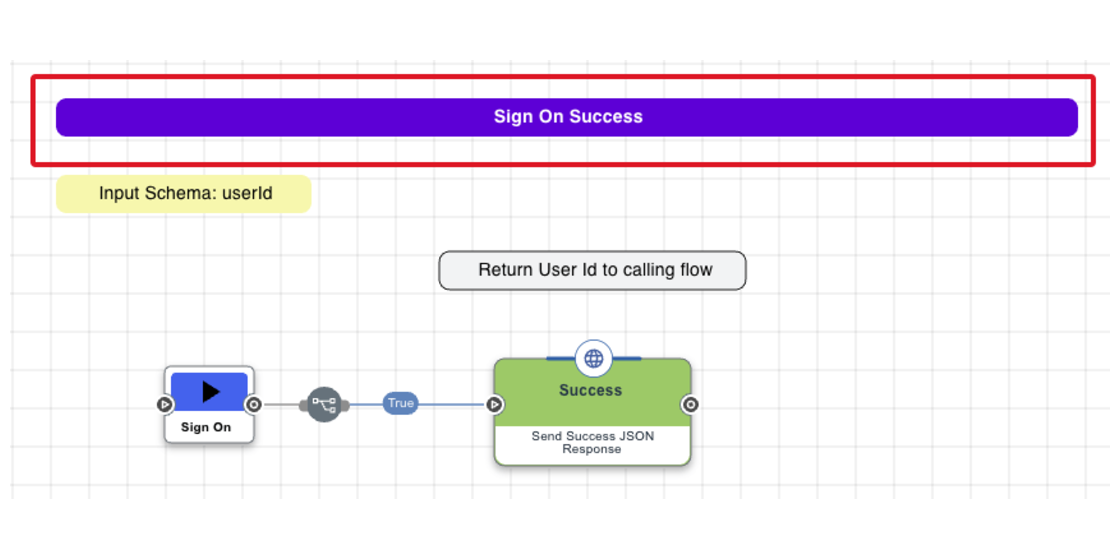 Sign On Success
Input Schema: userId
Return User Id to calling flow
True
Success
Sign On
Send Success JSON
Response